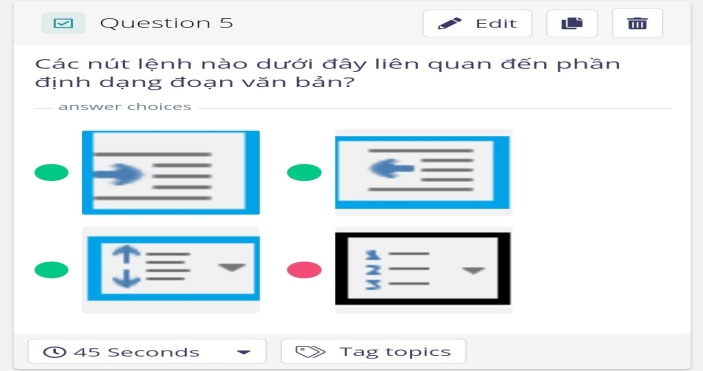 Question 5
Edit
Các nút lệnh nào dưới đây liên quan đến phần
định dạng đoạn văn bản?
answer choices
1
2
3
45 Seconds
Tag topics